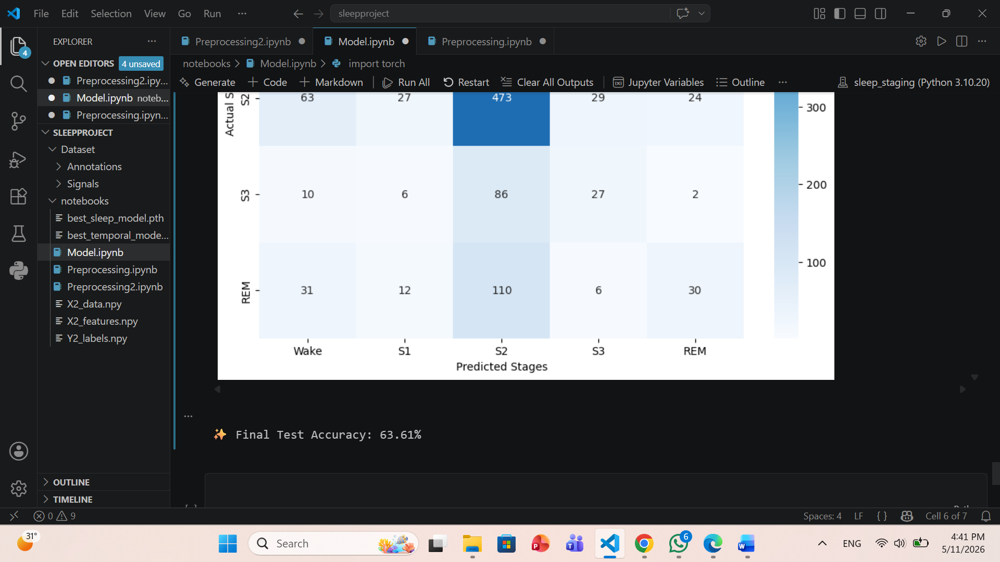 File Edit Selection View Go Run ... sleepproject
EXPLORER ...
OPEN EDITORS 4 unsaved
Preprocessing2.ipy...
Model.ipynb noteb...
Preprocessing.ipyn...
SLEEPPROJECT
Dataset
Annotations
Signals
notebooks
best_sleep_model.pth
best_temporal_mode...
Model.ipynb
Preprocessing.ipynb
Preprocessing2.ipynb
X2_data.npy
X2_features.npy
Y2_labels.npy
OUTLINE
TIMELINE
4
Preprocessing2.ipynb Model.ipynb Preprocessing.ipynb
notebooks > Model.ipynb > import torch
Generate + Code + Markdown Run All Restart Clear All Outputs Jupyter Variables Outline ... sleep_staging (Python 3.10.20)
Actual S
S2 63 27 473 29 24
S3 10 6 86 27 2
REM 31 12 110 6 30
Wake S1 S2 S3 REM
Predicted Stages
300
200
100
...
✨ Final Test Accuracy: 63.61%
0 9 Spaces: 4 LF { } Cell 6 of 7
31° Search 6 ENG 4:41 PM
5/11/2026